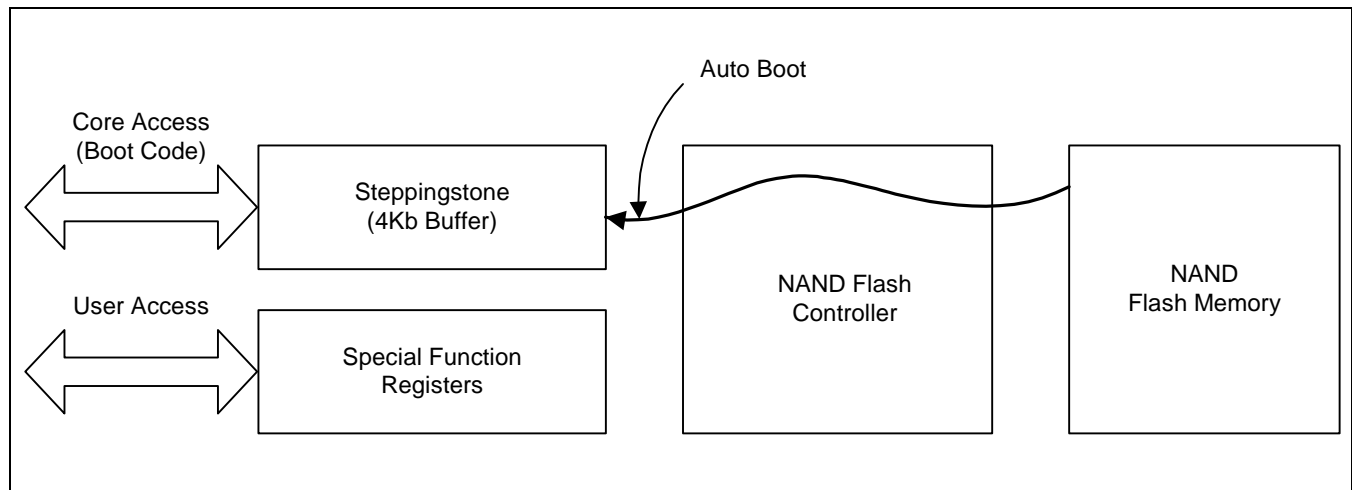 Auto Boot
Core Access
(Boot Code)
Steppingstone
(4Kb Buffer)
NAND Flash
Controller
NAND
Flash Memory
User Access
Special Function
Registers